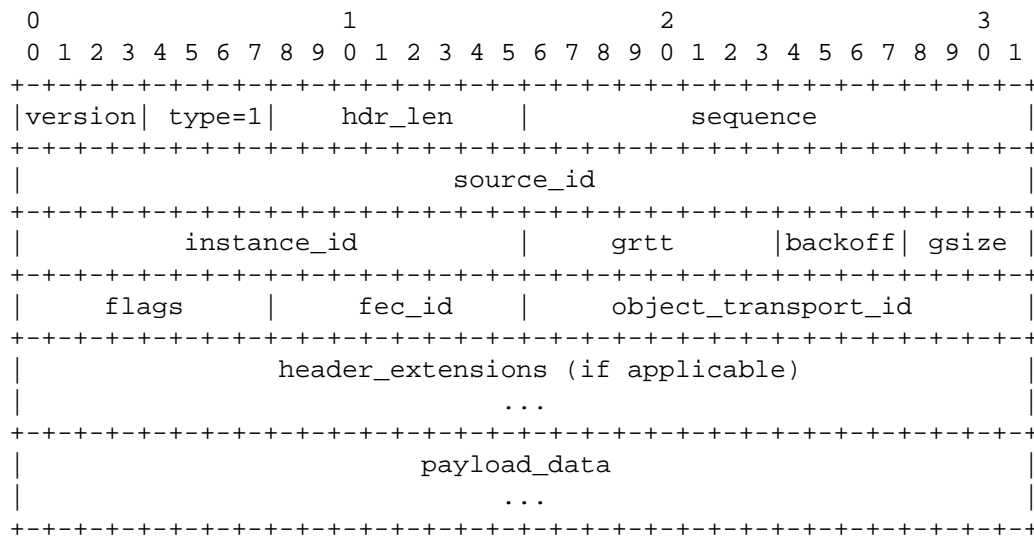 0                   1                   2                   3
 0 1 2 3 4 5 6 7 8 9 0 1 2 3 4 5 6 7 8 9 0 1 2 3 4 5 6 7 8 9 0 1
+-+-+-+-+-+-+-+-+-+-+-+-+-+-+-+-+-+-+-+-+-+-+-+-+-+-+-+-+-+-+-+-+
|version| type=1|    hdr_len    |          sequence             |
+-+-+-+-+-+-+-+-+-+-+-+-+-+-+-+-+-+-+-+-+-+-+-+-+-+-+-+-+-+-+-+-+
|                           source_id                           |
+-+-+-+-+-+-+-+-+-+-+-+-+-+-+-+-+-+-+-+-+-+-+-+-+-+-+-+-+-+-+-+-+
|          instance_id          |     grtt      |backoff| gsize |
+-+-+-+-+-+-+-+-+-+-+-+-+-+-+-+-+-+-+-+-+-+-+-+-+-+-+-+-+-+-+-+-+
|     flags     |     fec_id    |     object_transport_id       |
+-+-+-+-+-+-+-+-+-+-+-+-+-+-+-+-+-+-+-+-+-+-+-+-+-+-+-+-+-+-+-+-+
|                header_extensions (if applicable)              |
|                              ...                              |
+-+-+-+-+-+-+-+-+-+-+-+-+-+-+-+-+-+-+-+-+-+-+-+-+-+-+-+-+-+-+-+-+
|                         payload_data                          |
|                              ...                              |
+-+-+-+-+-+-+-+-+-+-+-+-+-+-+-+-+-+-+-+-+-+-+-+-+-+-+-+-+-+-+-+-+